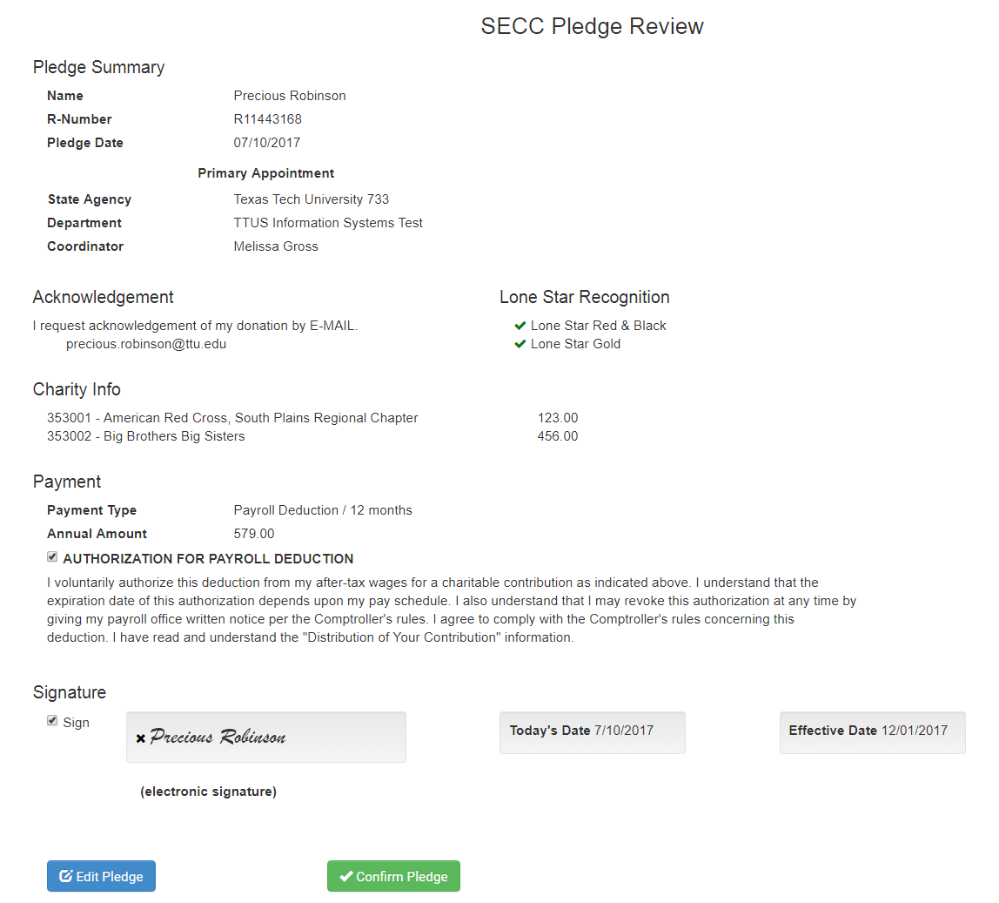 SECC Pledge Review
Pledge Summary
Name Precious Robinson
R-Number R11443168
Pledge Date 07/10/2017
Primary Appointment
State Agency Texas Tech University 733
Department TTUS Information Systems Test
Coordinator Melissa Gross
Acknowledgement
I request acknowledgement of my donation by E-MAIL.
precious.robinson@ttu.edu
Lone Star Recognition
Lone Star Red & Black
Lone Star Gold
Charity Info
353001 - American Red Cross, South Plains Regional Chapter 123.00
353002 - Big Brothers Big Sisters 456.00
Payment
Payment Type Payroll Deduction / 12 months
Annual Amount 579.00
AUTHORIZATION FOR PAYROLL DEDUCTION
I voluntarily authorize this deduction from my after-tax wages for a charitable contribution as indicated above. I understand that the
expiration date of this authorization depends upon my pay schedule. I also understand that I may revoke this authorization at any time by
giving my payroll office written notice per the Comptroller's rules. I agree to comply with the Comptroller's rules concerning this
deduction. I have read and understand the "Distribution of Your Contribution" information.
Signature
Sign
Precious Robinson
(electronic signature)
Today's Date 7/10/2017
Effective Date 12/01/2017
Edit Pledge
Confirm Pledge